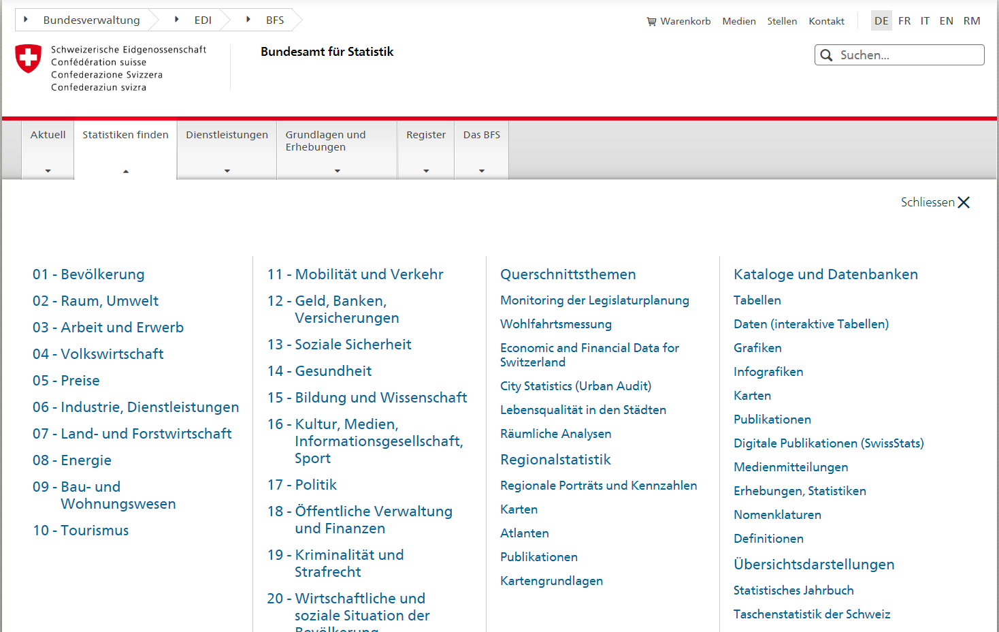 Bundesverwaltung
EDI
BFS
Warenkorb
Medien
Stellen
Kontakt
DE
FR
IT
EN
RM
Schweizerische Eidgenossenschaft
Confédération suisse
Confederazione Svizzera
Confederaziun svizra
Bundesamt für Statistik
Suchen...
Aktuell
Statistiken finden
Dienstleistungen
Grundlagen und
Erhebungen
Register
Das BFS
Schliessen
01 - Bevölkerung
02 - Raum, Umwelt
03 - Arbeit und Erwerb
04 - Volkswirtschaft
05 - Preise
06 - Industrie, Dienstleistungen
07 - Land- und Forstwirtschaft
08 - Energie
09 - Bau- und
Wohnungswesen
10 - Tourismus
11 - Mobilität und Verkehr
12 - Geld, Banken,
Versicherungen
13 - Soziale Sicherheit
14 - Gesundheit
15 - Bildung und Wissenschaft
16 - Kultur, Medien,
Informationsgesellschaft,
Sport
17 - Politik
18 - Öffentliche Verwaltung
und Finanzen
19 - Kriminalität und
Strafrecht
20 - Wirtschaftliche und
soziale Situation der
Bevölkerung
Querschnittsthemen
Monitoring der Legislaturplanung
Wohlfahrtsmessung
Economic and Financial Data for
Switzerland
City Statistics (Urban Audit)
Lebensqualität in den Städten
Räumliche Analysen
Regionalstatistik
Regionale Porträts und Kennzahlen
Karten
Atlanten
Publikationen
Kartengrundlagen
Kataloge und Datenbanken
Tabellen
Daten (interaktive Tabellen)
Grafiken
Infografiken
Karten
Publikationen
Digitale Publikationen (SwissStats)
Medienmitteilungen
Erhebungen, Statistiken
Nomenklaturen
Definitionen
Übersichtsdarstellungen
Statistisches Jahrbuch
Taschenstatistik der Schweiz